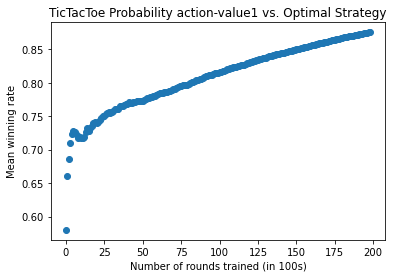 TicTacToe Probability action-value1 vs. Optimal Strategy
0.85
0.80
0.75
0.70
0.65
0.60
Mean winning rate
0 25 50 75 100 125 150 175 200
Number of rounds trained (in 100s)